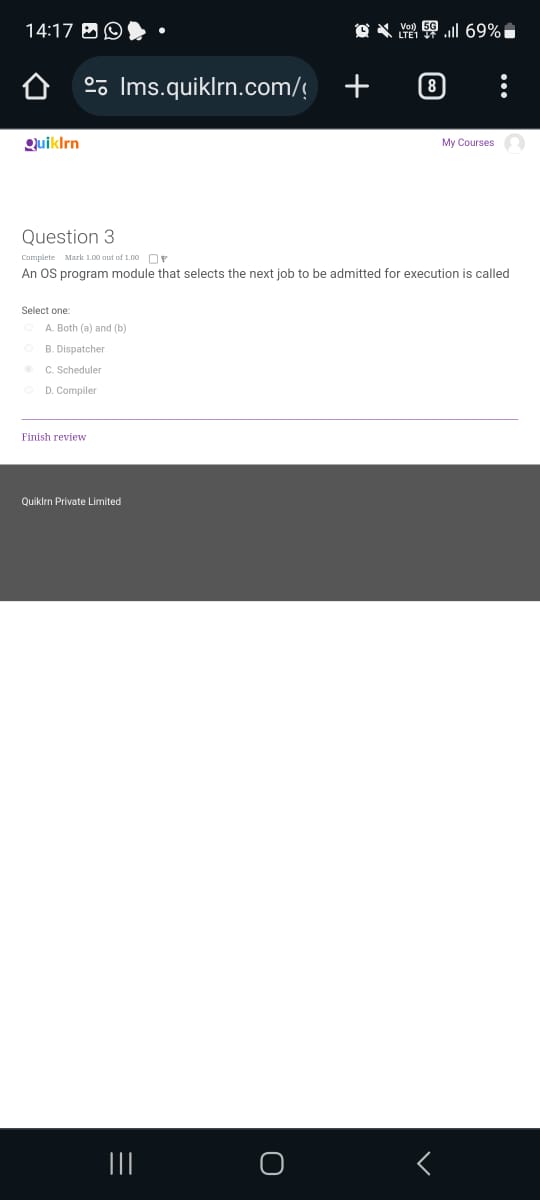 14:17
Vo)) LTE1 5G 69%
lms.quiklrn.com/
8
Quiklrn
My Courses
Question 3
Complete Mark 1.00 out of 1.00
An OS program module that selects the next job to be admitted for execution is called
Select one:
A. Both (a) and (b)
B. Dispatcher
C. Scheduler
D. Compiler
Finish review
Quiklrn Private Limited